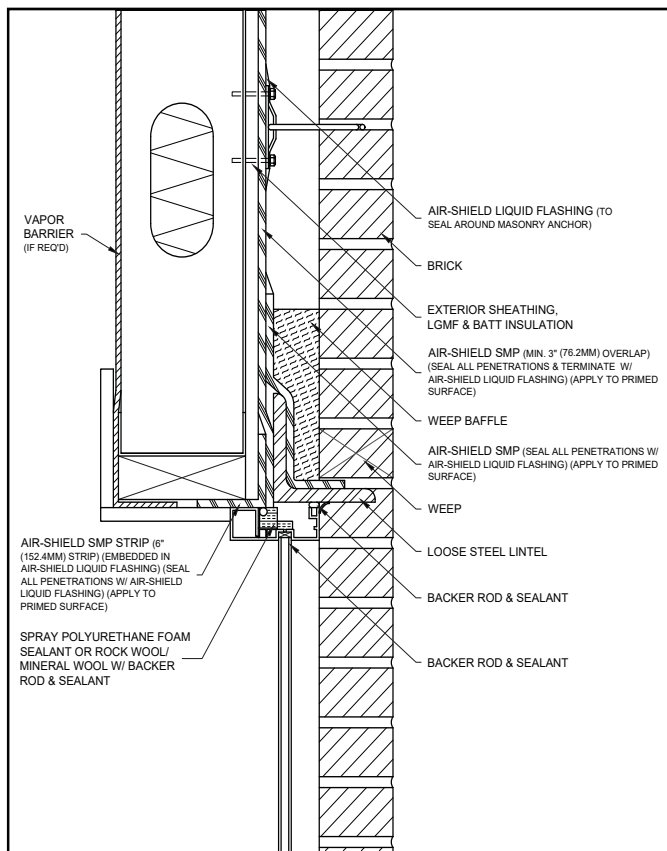 VAPOR
BARRIER
(IF REQ'D)
AIR-SHIELD SMP STRIP (6"
(152.4MM) STRIP) (EMBEDDED IN
AIR-SHIELD LIQUID FLASHING) (SEAL
ALL PENETRATIONS W/ AIR-SHIELD
LIQUID FLASHING) (APPLY TO
PRIMED SURFACE)
SPRAY POLYURETHANE FOAM
SEALANT OR ROCK WOOL/
MINERAL WOOL W/ BACKER
ROD & SEALANT
AIR-SHIELD LIQUID FLASHING (TO
SEAL AROUND MASONRY ANCHOR)
BRICK
EXTERIOR SHEATHING,
LGMF & BATT INSULATION
AIR-SHIELD SMP (MIN. 3" (76.2MM) OVERLAP)
(SEAL ALL PENETRATIONS & TERMINATE W/
AIR-SHIELD LIQUID FLASHING) (APPLY TO PRIMED
SURFACE)
WEEP BAFFLE
AIR-SHIELD SMP (SEAL ALL PENETRATIONS W/
AIR-SHIELD LIQUID FLASHING) (APPLY TO PRIMED
SURFACE)
WEEP
LOOSE STEEL LINTEL
BACKER ROD & SEALANT
BACKER ROD & SEALANT